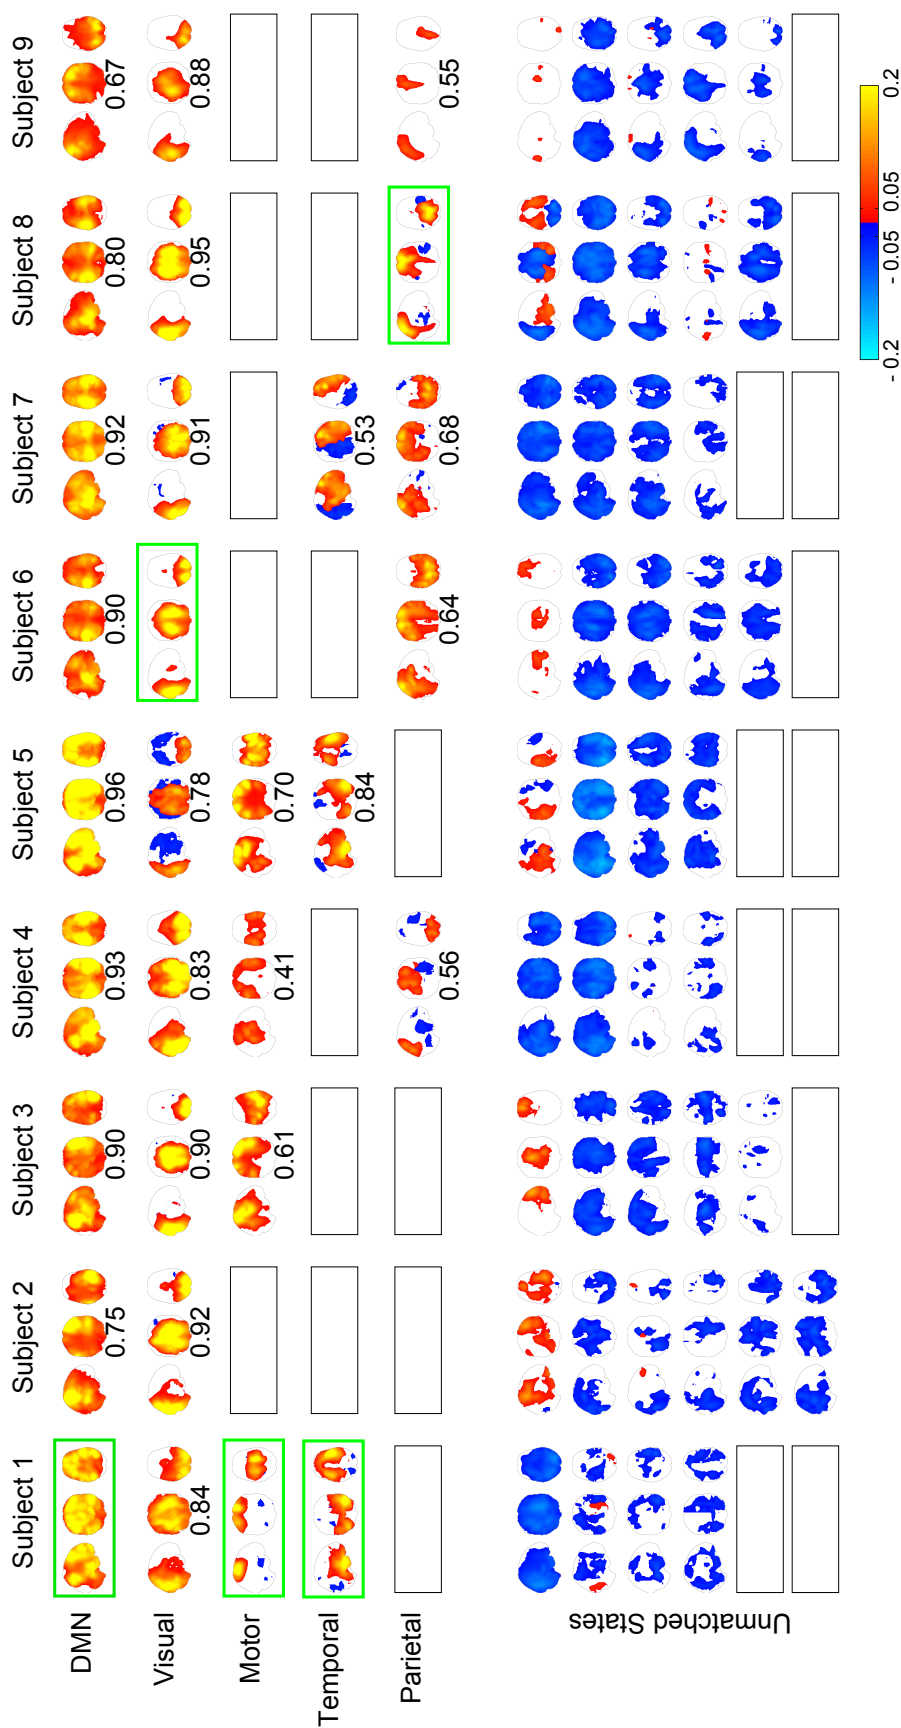 Subject 1 Subject 2 Subject 3 Subject 4 Subject 5 Subject 6 Subject 7 Subject 8 Subject 9
DMN
0.75 0.90 0.93 0.96 0.90 0.92 0.80 0.67
Visual
0.84 0.92 0.90 0.83 0.78 0.91 0.95 0.88
Motor
0.61 0.41 0.70
Temporal
0.84 0.53
Parietal
0.56 0.64 0.68 0.55
Unmatched States
- 0.2 - 0.05 0.05 0.2